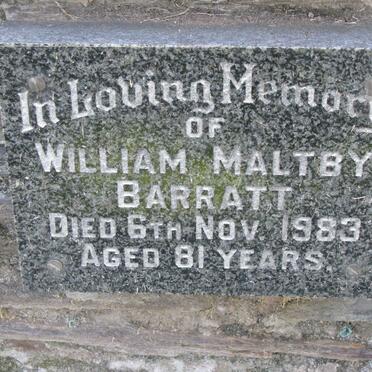 In Loving Memory
OF
WILLIAM MALTBY
BARRATT
DIED 6TH NOV. 1983
AGED 81 YEARS.